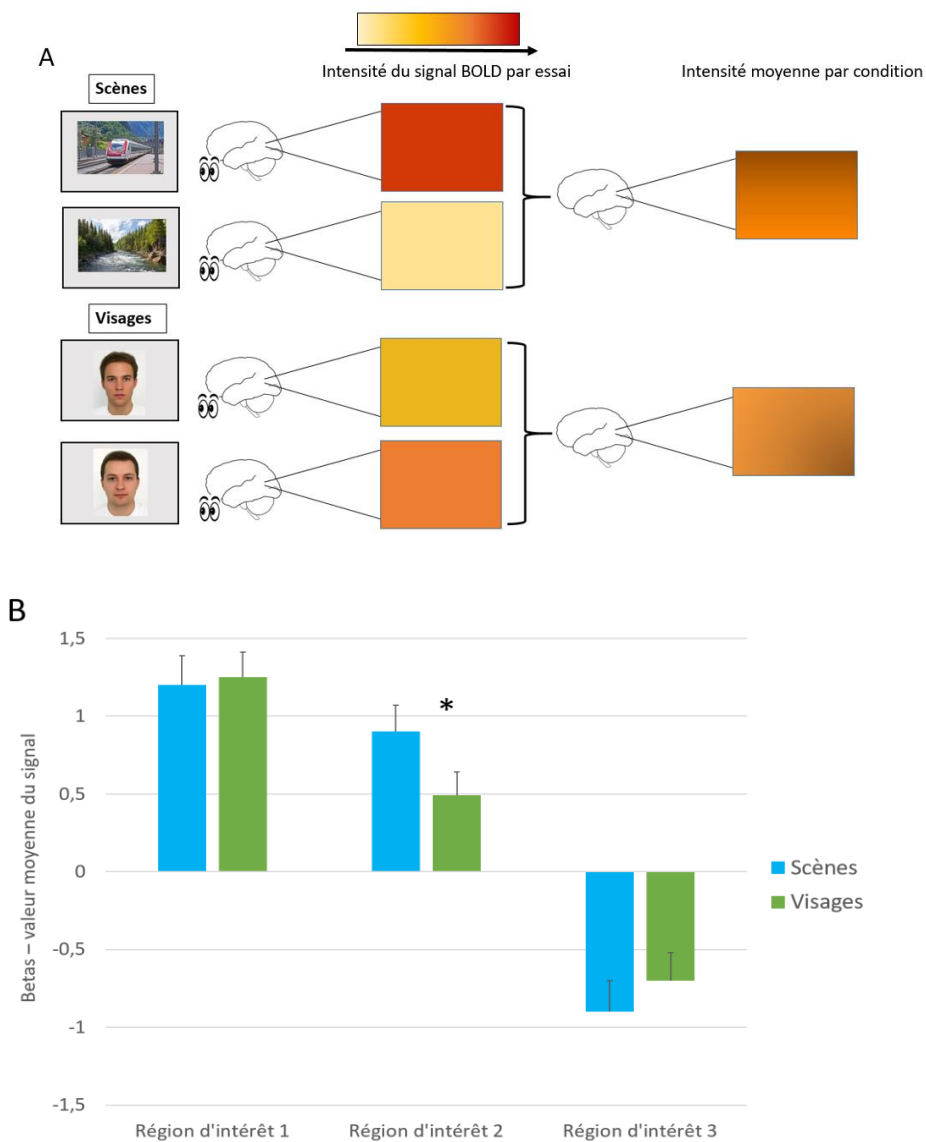 A
Intensité du signal BOLD par essai
Intensité moyenne par condition
Scènes
Visages
B
Betas – valeur moyenne du signal
1,5
1
0,5
0
-0,5
-1
-1,5
*
Scènes
Visages
Région d'intérêt 1
Région d'intérêt 2
Région d'intérêt 3